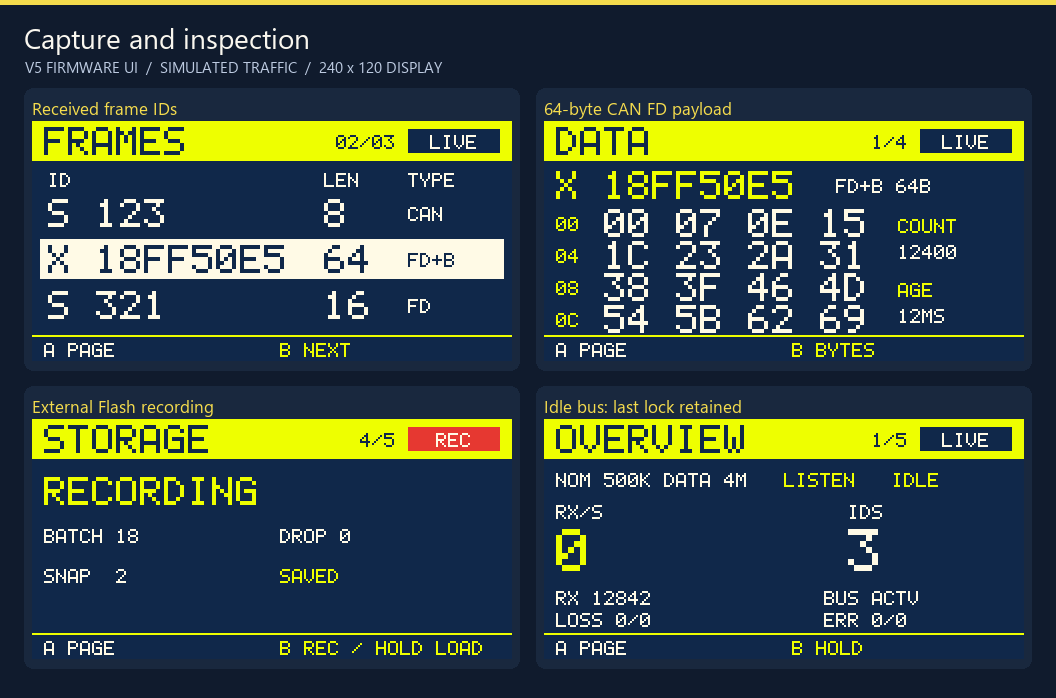 Capture and inspection
V5 FIRMWARE UI / SIMULATED TRAFFIC / 240 x 120 DISPLAY
Received frame IDs
FRAMES 02/03 LIVE
ID LEN TYPE
S 123 8 CAN
X 18FF50E5 64 FD+B
S 321 16 FD
A PAGE B NEXT
64-byte CAN FD payload
DATA 1/4 LIVE
X 18FF50E5 FD+B 64B
00 00 07 0E 15 COUNT
04 1C 23 2A 31 12400
08 38 3F 46 4D AGE
0C 54 5B 62 69 12MS
A PAGE B BYTES
External Flash recording
STORAGE 4/5 REC
RECORDING
BATCH 18 DROP 0
SNAP 2 SAVED
A PAGE B REC / HOLD LOAD
Idle bus: last lock retained
OVERVIEW 1/5 LIVE
NOM 500K DATA 4M LISTEN IDLE
RX/S IDS
0 3
RX 12842 BUS ACTV
LOSS 0/0 ERR 0/0
A PAGE B HOLD